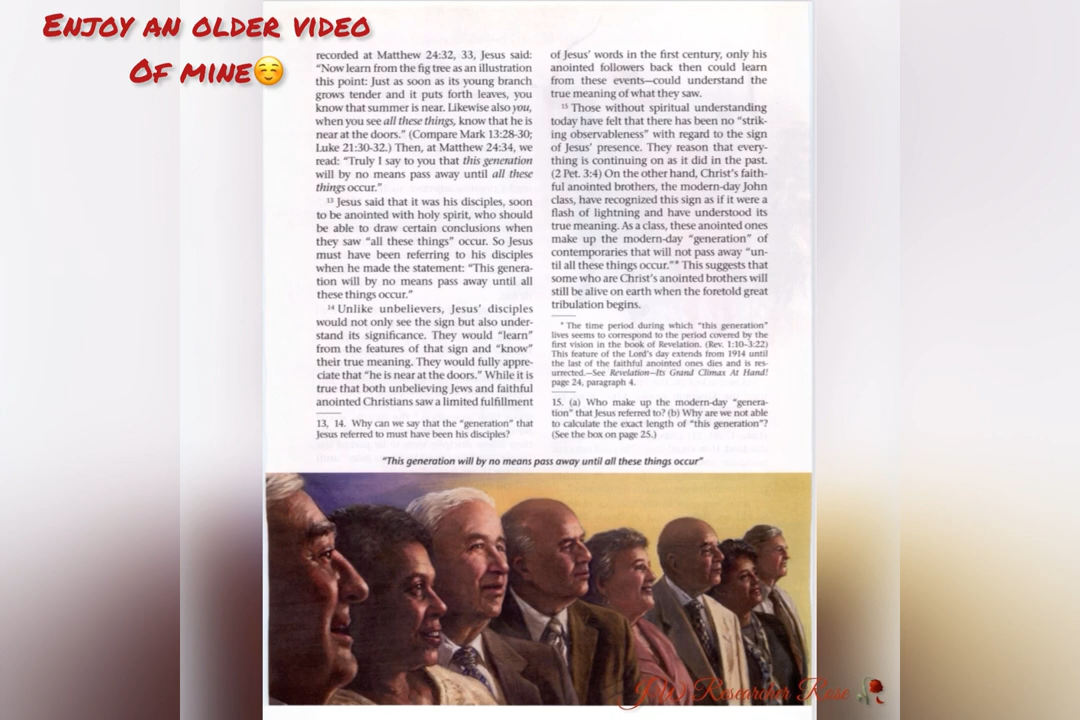 ENJOY AN OLDER VIDEO
OF MINE☺️
recorded at Matthew 24:32, 33, Jesus said:
“Now learn from the fig tree as an illustration
this point: Just as soon as its young branch
grows tender and it puts forth leaves, you
know that summer is near. Likewise also you,
when you see all these things, know that he is
near at the doors.” (Compare Mark 13:28-30;
Luke 21:30-32.) Then, at Matthew 24:34, we
read: “Truly I say to you that this generation
will by no means pass away until all these
things occur.”
13 Jesus said that it was his disciples, soon
to be anointed with holy spirit, who should
be able to draw certain conclusions when
they saw “all these things” occur. So Jesus
must have been referring to his disciples
when he made the statement: “This genera-
tion will by no means pass away until all
these things occur.”
14 Unlike unbelievers, Jesus’ disciples
would not only see the sign but also under-
stand its significance. They would “learn”
from the features of that sign and “know”
their true meaning. They would fully appre-
ciate that “he is near at the doors.” While it is
true that both unbelieving Jews and faithful
anointed Christians saw a limited fulfillment
13, 14. Why can we say that the “generation” that
Jesus referred to must have been his disciples?
of Jesus’ words in the first century, only his
anointed followers back then could learn
from these events—could understand the
true meaning of what they saw.
15 Those without spiritual understanding
today have felt that there has been no “strik-
ing observableness” with regard to the sign
of Jesus’ presence. They reason that every-
thing is continuing on as it did in the past.
(2 Pet. 3:4) On the other hand, Christ’s faith-
ful anointed brothers, the modern-day John
class, have recognized this sign as if it were a
flash of lightning and have understood its
true meaning. As a class, these anointed ones
make up the modern-day “generation” of
contemporaries that will not pass away “un-
til all these things occur.”* This suggests that
some who are Christ’s anointed brothers will
still be alive on earth when the foretold great
tribulation begins.
* The time period during which “this generation”
lives seems to correspond to the period covered by the
first vision in the book of Revelation. (Rev. 1:10–3:22)
This feature of the Lord’s day extends from 1914 until
the last of the faithful anointed ones dies and is res-
urrected.—See Revelation—Its Grand Climax At Hand!
page 24, paragraph 4.
15. (a) Who make up the modern-day “genera-
tion” that Jesus referred to? (b) Why are we not able
to calculate the exact length of “this generation”?
(See the box on page 25.)
“This generation will by no means pass away until all these things occur”
JW Researcher Rose 🥀